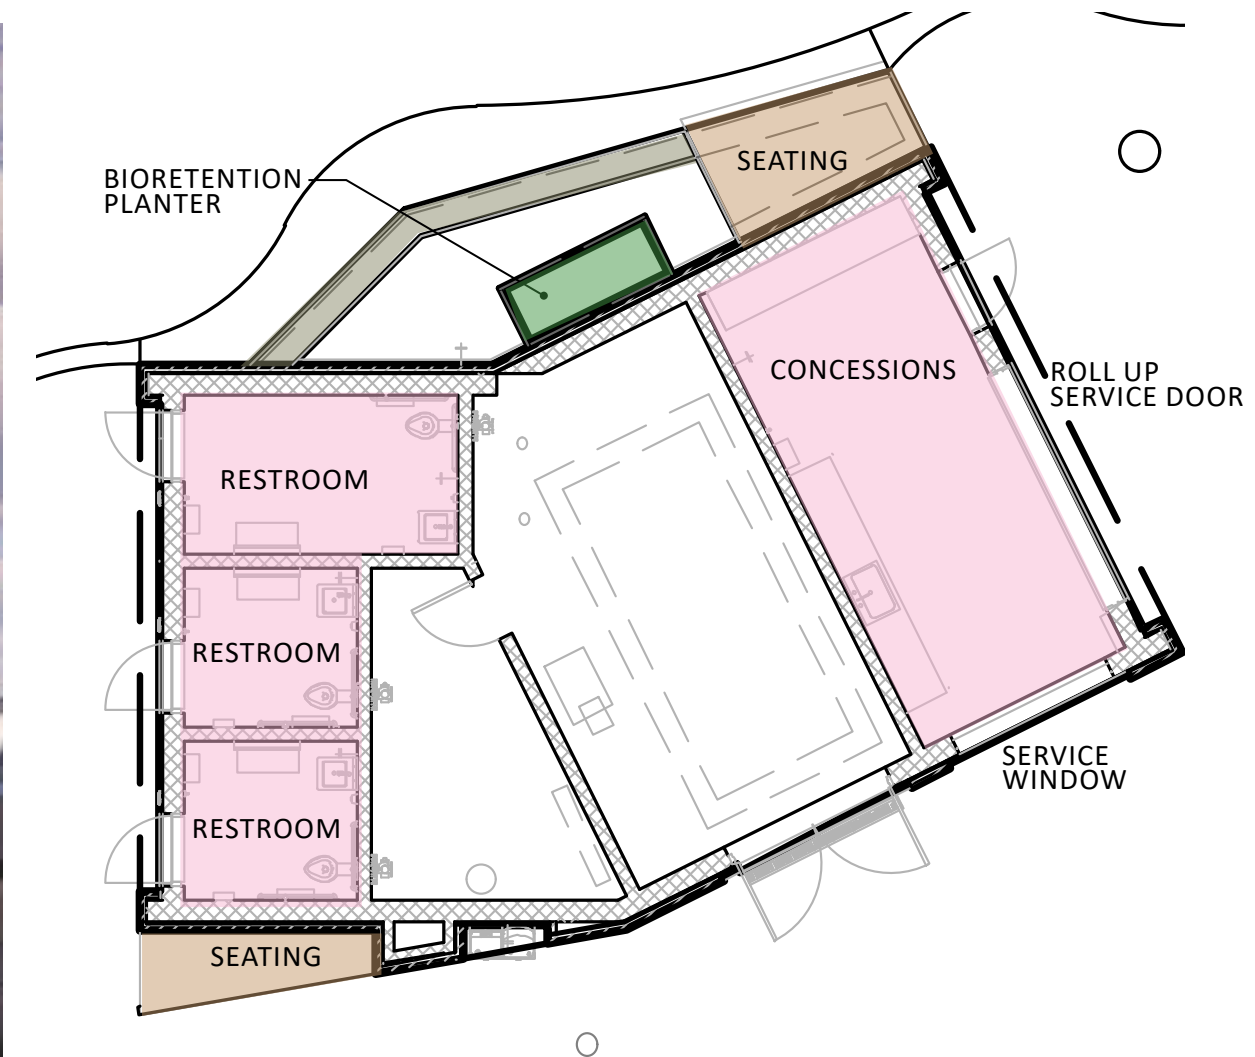 SEATING
BIORETENTION
PLANTER
CONCESSIONS
ROLL UP
SERVICE DOOR
RESTROOM
RESTROOM
SERVICE
WINDOW
RESTROOM
SEATING